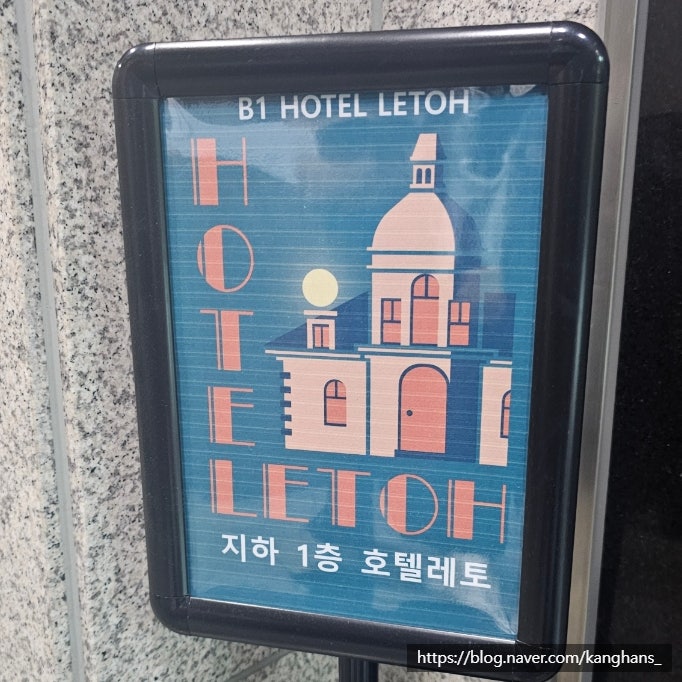 B1 HOTEL LETOH
HOTEL
LETOH
지하 1층 호텔레토
https://blog.naver.com/kanghans_